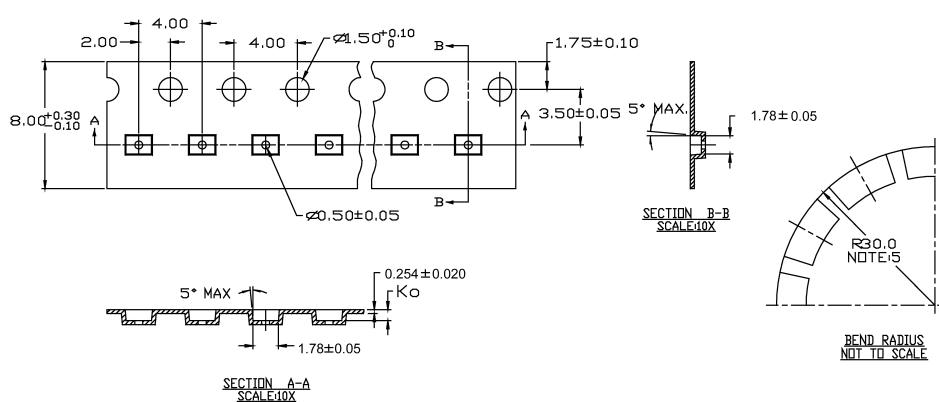 4.00
2.00
4.00
Ø1.50+0.10
0
B
1.75±0.10
8.00+0.30
-0.10
A
A
3.50±0.05
5° MAX.
1.78±0.05
B
Ø0.50±0.05
SECTION B-B
SCALE:10X
R30.0
NOTE:5
0.254±0.020
5° MAX
Ko
1.78±0.05
BEND RADIUS
NOT TO SCALE
SECTION A-A
SCALE:10X